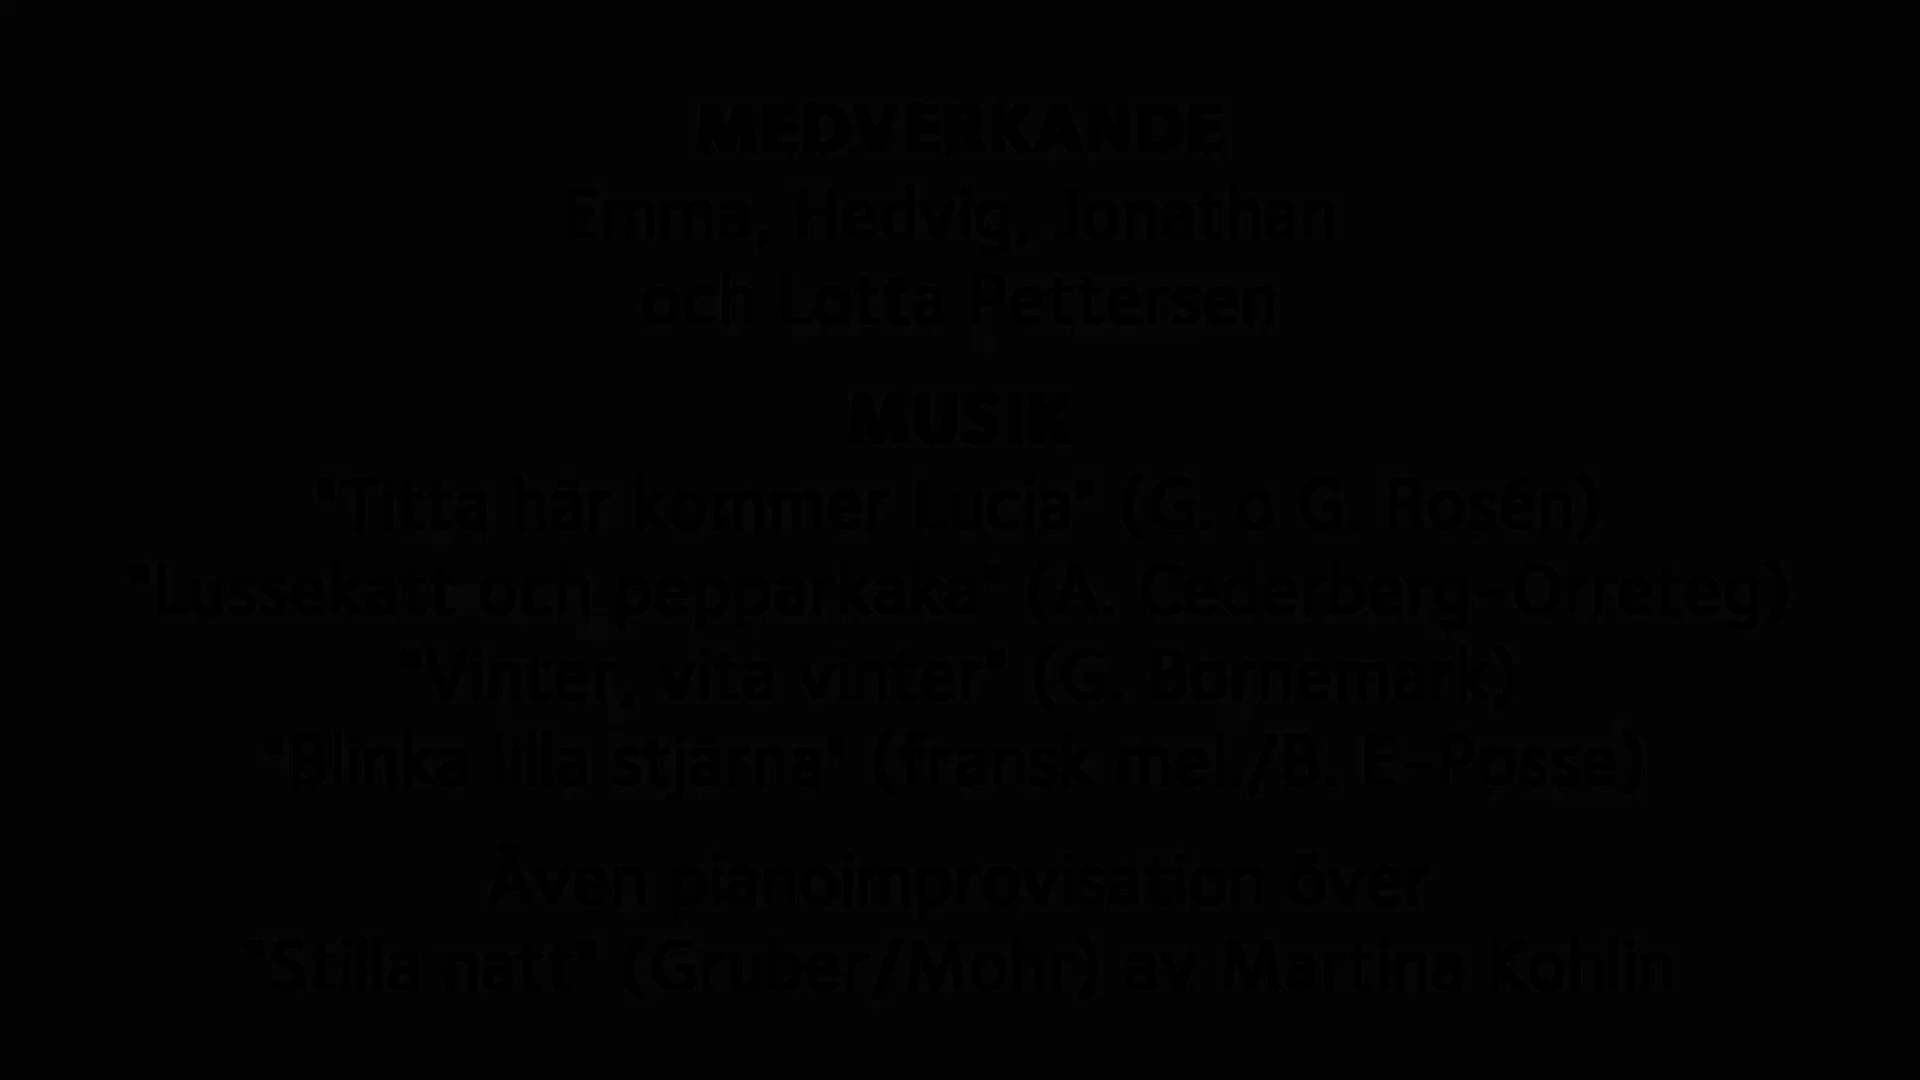 MEDVERKANDE
Emma, Hedvig, Jonathan
och Lotta Pettersen
MUSIK
"Titta här kommer Lucia" (G. o G. Rosén)
"Lussekatt och pepparkaka" (A. Cederberg-Orreteg)
"Vinter, vita vinter" (G. Bornemark)
"Blinka lilla stjärna" (fransk mel./B. E-Posse)
Även pianoimprovisation över
"Stilla natt" (Gruber/Mohr) av Martina Kohlin